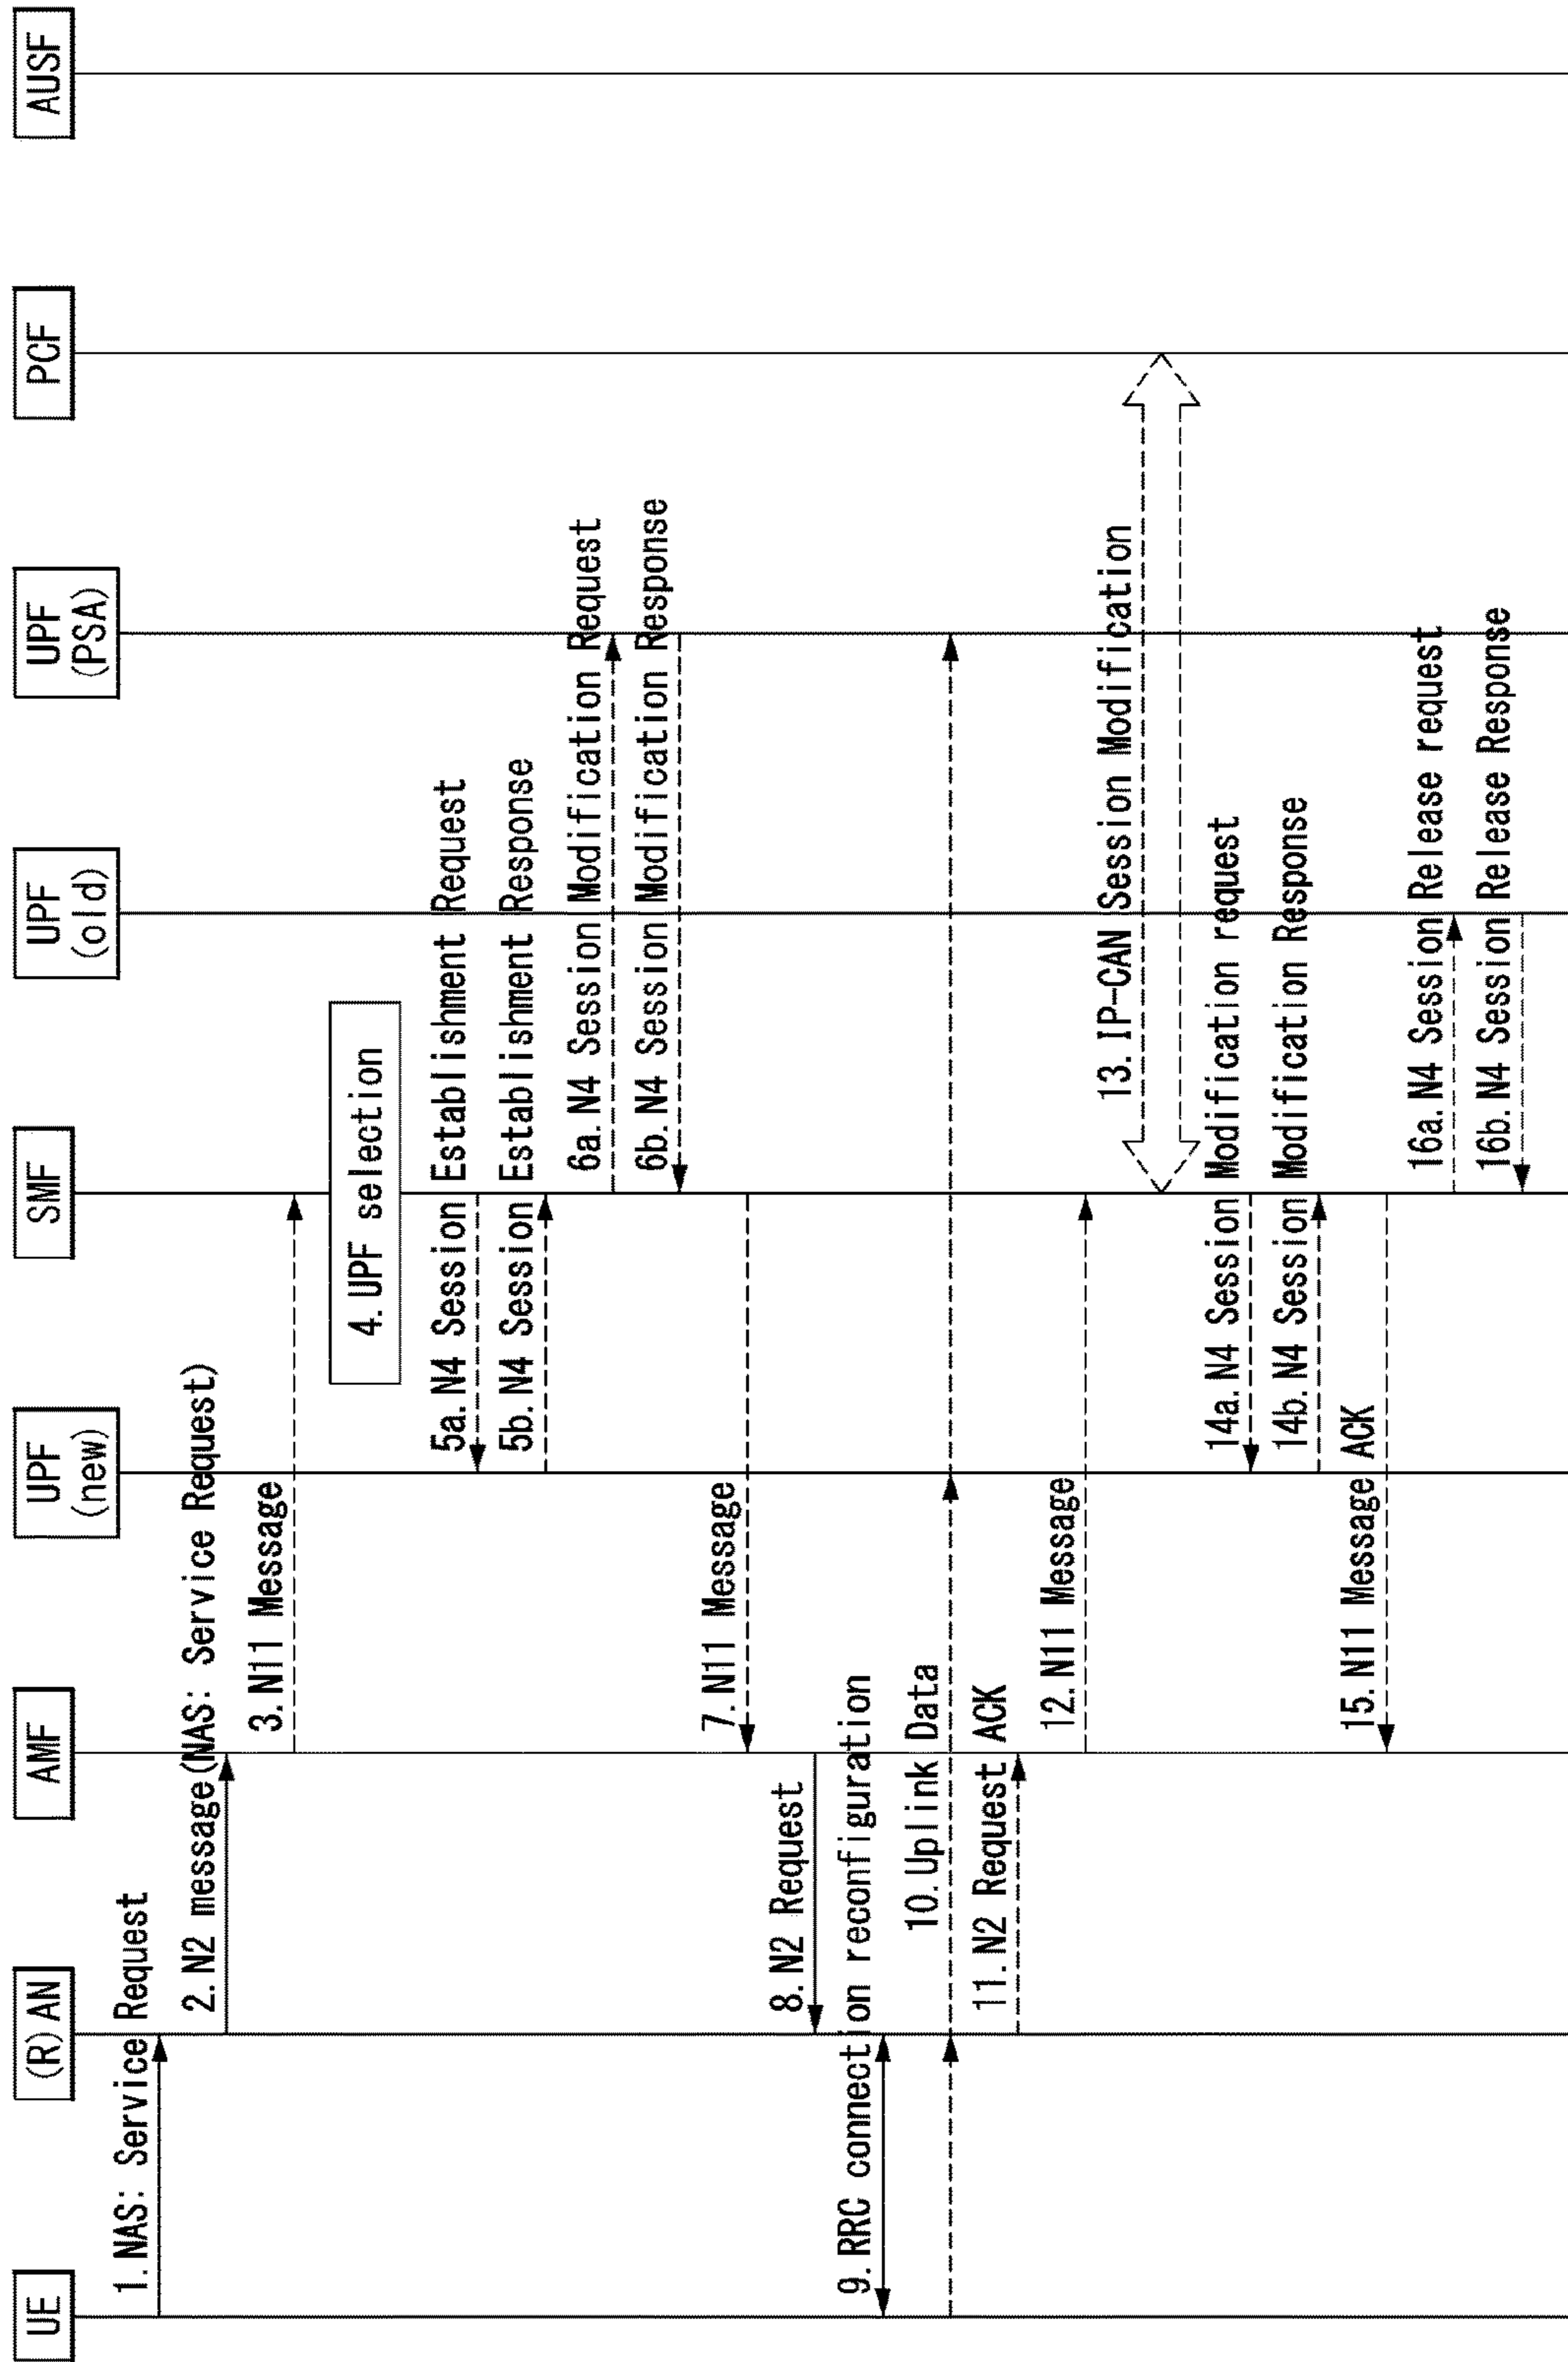 UE
(R)AN
AMF
UPF
(new)
SMF
UPF
(old)
UPF
(PSA)
PCF
AUSF
1.NAS: Service Request
2.N2 message(NAS: Service Request)
3.N11 Message
4.UPF selection
5a.N4 Session Establishment Request
5b.N4 Session Establishment Response
6a.N4 Session Modification Request
6b.N4 Session Modification Response
7.N11 Message
8.N2 Request
9.RRC connection reconfiguration
10.Uplink Data
11.N2 Request ACK
12.N11 Message
13.IP-CAN Session Modification
14a.N4 Session Modification request
14b.N4 Session Modification Response
15.N11 Message ACK
16a.N4 Session Release request
16b.N4 Session Release Response